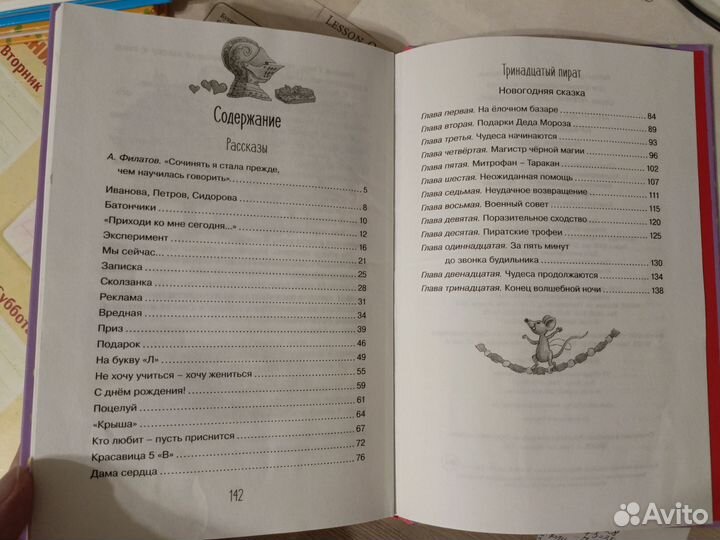 Вторник
Суббота
LESSON
Содержание
Рассказы
А. Филатов. «Сочинять я стала прежде,
чем научилась говорить» 5
Иванова, Петров, Сидорова 8
Батончики 10
«Приходи ко мне сегодня...» 12
Эксперимент 16
Мы сейчас... 21
Записка 25
Сколзанка 28
Реклама 31
Вредная 34
Приз 39
Подарок 46
На букву «Л» 49
Не хочу учиться – хочу жениться 55
С днём рождения! 59
Поцелуй 61
«Крыша» 64
Кто любит – пусть приснится 67
Красавица 5 «В» 72
Дама сердца 76
142
Тринадцатый пират
Новогодняя сказка
Глава первая. На ёлочном базаре 84
Глава вторая. Подарки Деда Мороза 89
Глава третья. Чудеса начинаются 93
Глава четвёртая. Магистр чёрной магии 96
Глава пятая. Митрофан – Таракан 102
Глава шестая. Неожиданная помощь 107
Глава седьмая. Неудачное возвращение 111
Глава восьмая. Военный совет 115
Глава девятая. Поразительное сходство 120
Глава десятая. Пиратские трофеи 125
Глава одиннадцатая. За пять минут
до звонка будильника 130
Глава двенадцатая. Чудеса продолжаются 134
Глава тринадцатая. Конец волшебной ночи 138
Avito